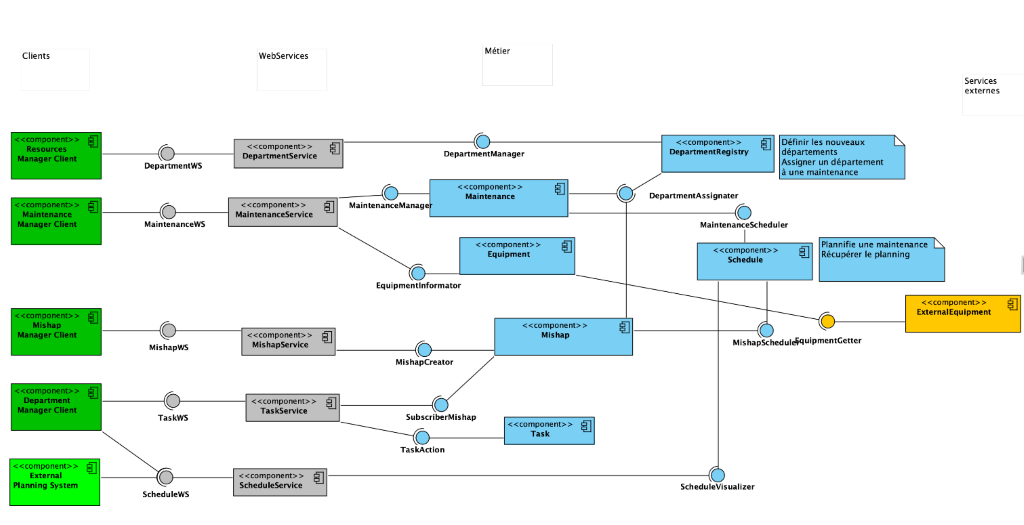 Clients
WebServices
Métier
Services
externes
<<component>>
Resources
Manager Client
DepartmentWS
<<component>>
DepartmentService
DepartmentManager
<<component>>
DepartmentRegistry
Définir les nouveaux
départements
Assigner un département
à une maintenance
<<component>>
Maintenance
Manager Client
MaintenanceWS
<<component>>
MaintenanceService
MaintenanceManager
<<component>>
Maintenance
DepartmentAssignater
MaintenanceScheduler
<<component>>
Equipment
EquipmentInformator
<<component>>
Schedule
Plannifie une maintenance
Récupérer le planning
<<component>>
ExternalEquipment
EquipmentGetter
<<component>>
Mishap
Manager Client
MishapWS
<<component>>
MishapService
MishapCreator
<<component>>
Mishap
MishapScheduler
<<component>>
Department
Manager Client
TaskWS
<<component>>
TaskService
SubscriberMishap
TaskAction
<<component>>
Task
<<component>>
External
Planning System
ScheduleWS
<<component>>
ScheduleService
ScheduleVisualizer